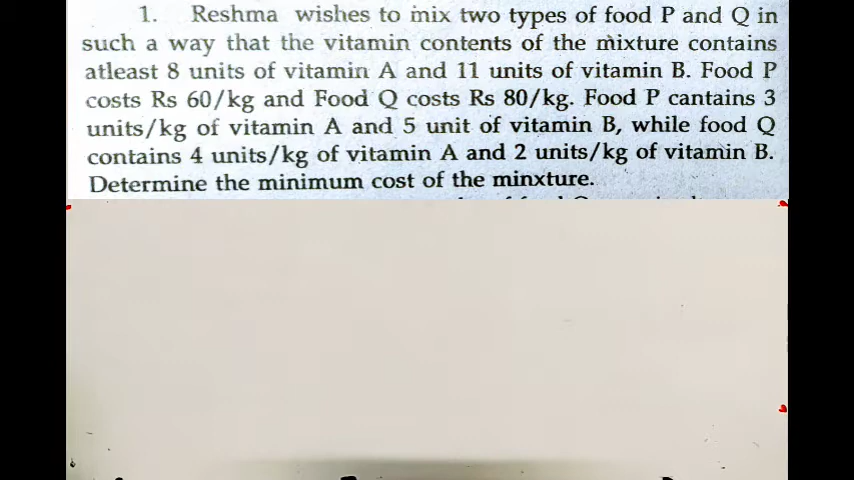 1. Reshma wishes to mix two types of food P and Q in
such a way that the vitamin contents of the mixture contains
atleast 8 units of vitamin A and 11 units of vitamin B. Food P
costs Rs 60/kg and Food Q costs Rs 80/kg. Food P cantains 3
units/kg of vitamin A and 5 unit of vitamin B, while food Q
contains 4 units/kg of vitamin A and 2 units/kg of vitamin B.
Determine the minimum cost of the minxture.